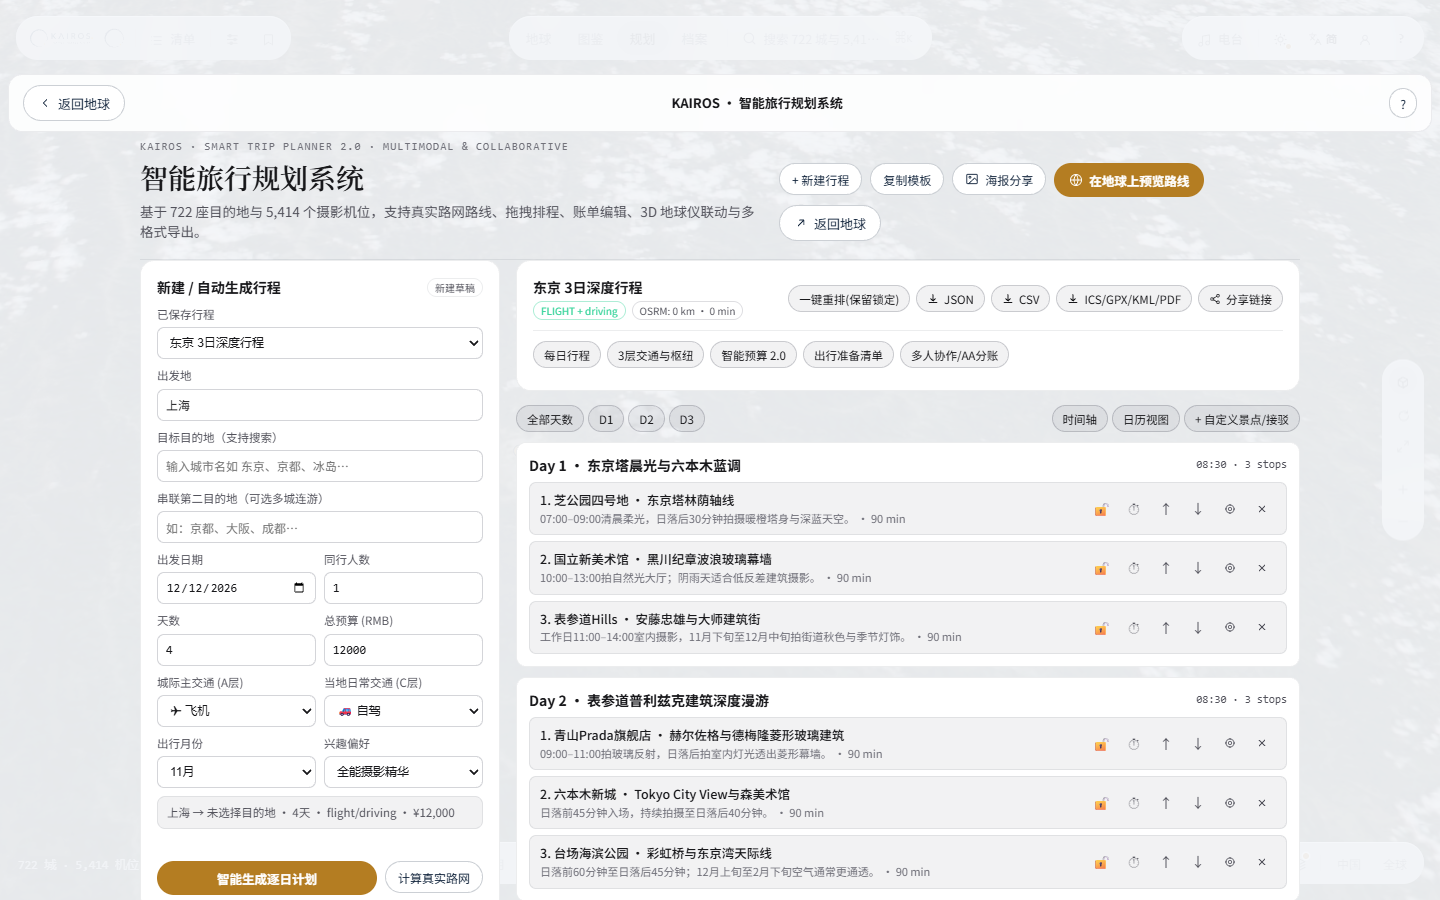 返回地球
KAIROS · 智能旅行规划系统
?
KAIROS · SMART TRIP PLANNER 2.0 · MULTIMODAL & COLLABORATIVE
智能旅行规划系统
基于 722 座目的地与 5,414 个摄影机位，支持真实路网路线、拖拽排程、账单编辑、3D 地球仪联动与多
格式导出。
+ 新建行程
复制模板
海报分享
在地球上预览路线
返回地球
新建 / 自动生成行程
新建草稿
已保存行程
东京 3日深度行程
出发地
上海
目标目的地（支持搜索）
输入城市名如 东京、京都、冰岛…
串联第二目的地（可选多城连游）
如：京都、大阪、成都…
出发日期 同行人数
12/12/2026 1
天数 总预算 (RMB)
4 12000
城际主交通 (A层) 当地日常交通 (C层)
飞机 自驾
出行月份 兴趣偏好
11月 全能摄影精华
上海 → 未选择目的地 · 4天 · flight/driving · ¥12,000
智能生成逐日计划 计算真实路网
东京 3日深度行程
FLIGHT + driving
OSRM: 0 km · 0 min
一键重排(保留锁定)
JSON
CSV
ICS/GPX/KML/PDF
分享链接
每日行程 3层交通与枢纽 智能预算 2.0 出行准备清单 多人协作/AA分账
全部天数 D1 D2 D3 时间轴 日历视图 + 自定义景点/接驳
Day 1 · 东京塔晨光与六本木蓝调 08:30 · 3 stops
1. 芝公园四号地 · 东京塔林荫轴线
07:00–09:00清晨柔光，日落后30分钟拍摄暖橙塔身与深蓝天空。 · 90 min
2. 国立新美术馆 · 黑川纪章波浪玻璃幕墙
10:00–13:00拍自然光大厅；阴雨天适合低反差建筑摄影。 · 90 min
3. 表参道Hills · 安藤忠雄与大师建筑街
工作日11:00–14:00室内摄影，11月下旬至12月中旬拍街道秋色与季节灯饰。 · 90 min
Day 2 · 表参道普利兹克建筑深度漫游 08:30 · 3 stops
1. 青山Prada旗舰店 · 赫尔佐格与德梅隆菱形玻璃建筑
09:00–11:00拍玻璃反射，日落后拍室内灯光透出菱形幕墙。 · 90 min
2. 六本木新城 · Tokyo City View与森美术馆
日落前45分钟入场，持续拍摄至日落后40分钟。 · 90 min
3. 台场海滨公园 · 彩虹桥与东京湾天际线
日落前60分钟至日落后45分钟；12月上旬至2月下旬空气通常更通透。 · 90 min